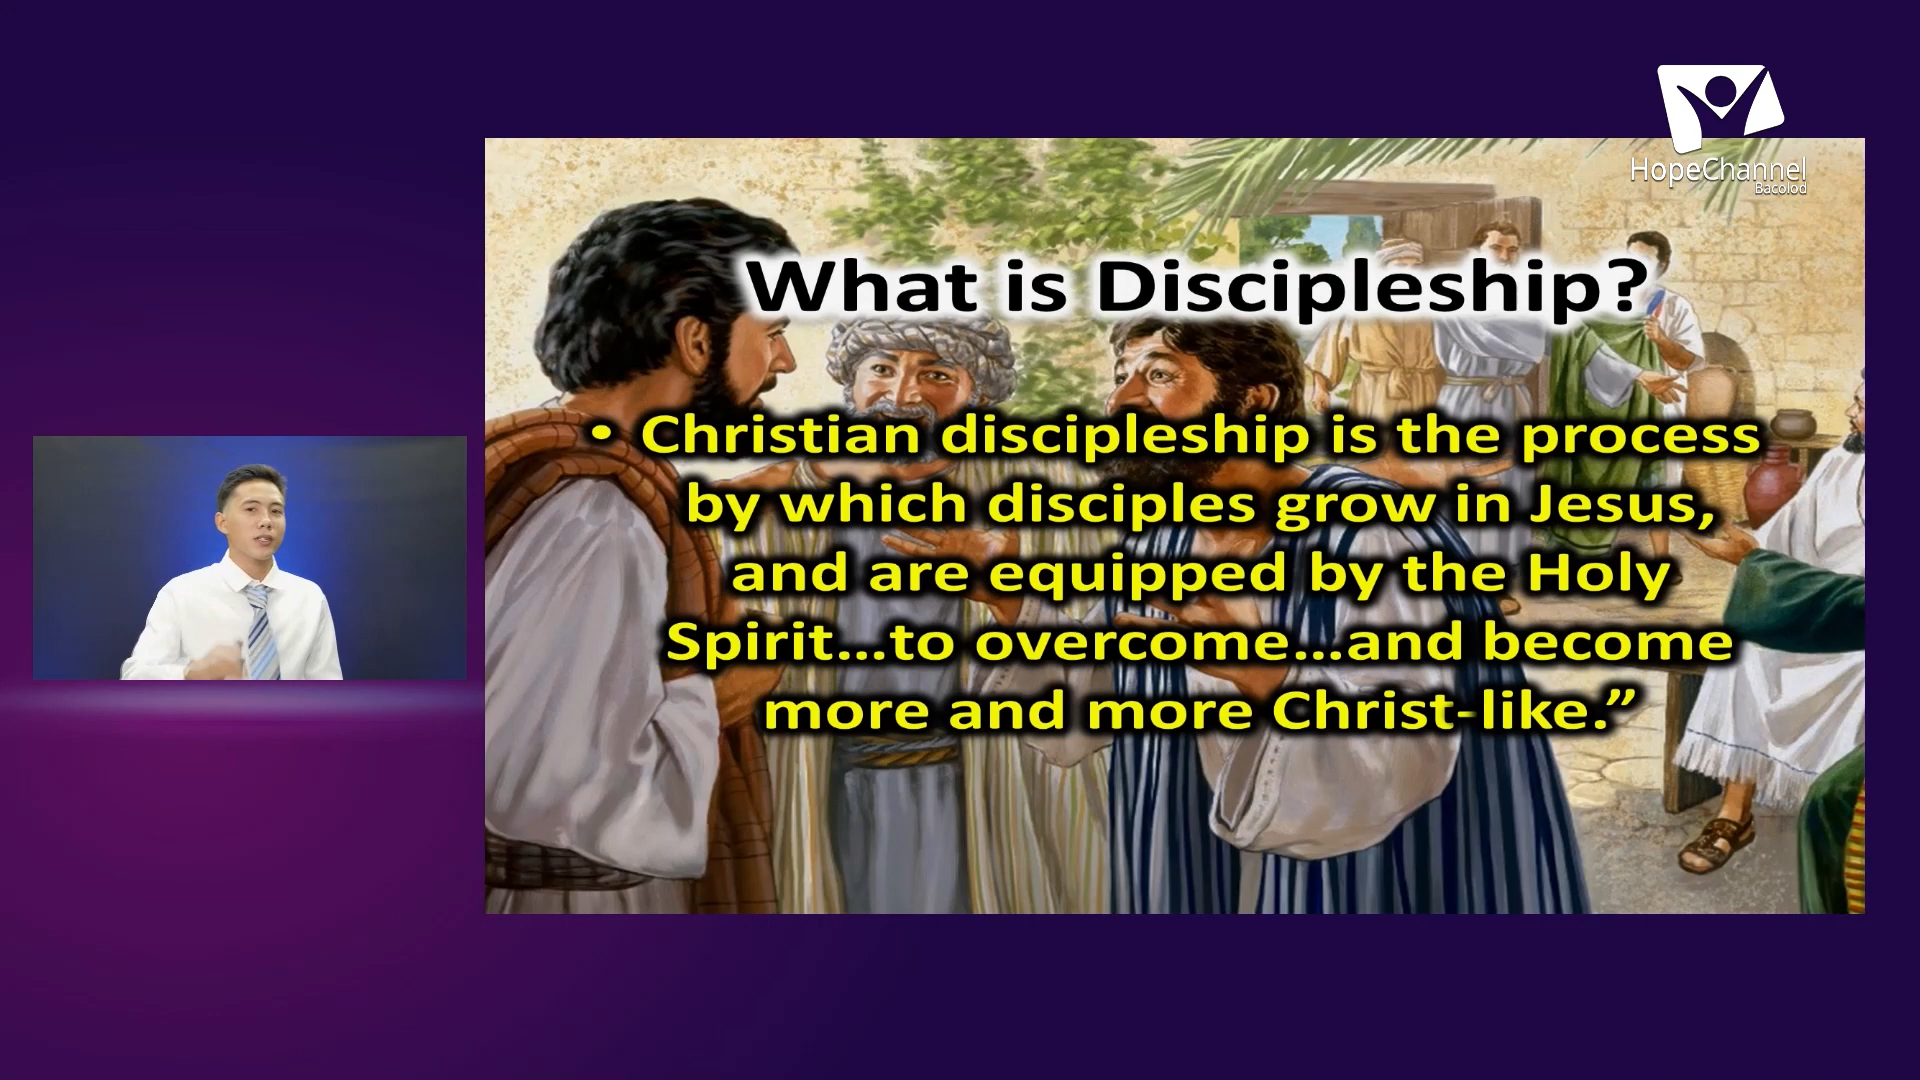 HopeChannel
Bacolod
What is Discipleship?
• Christian discipleship is the process
by which disciples grow in Jesus,
and are equipped by the Holy
Spirit...to overcome...and become
more and more Christ-like.”